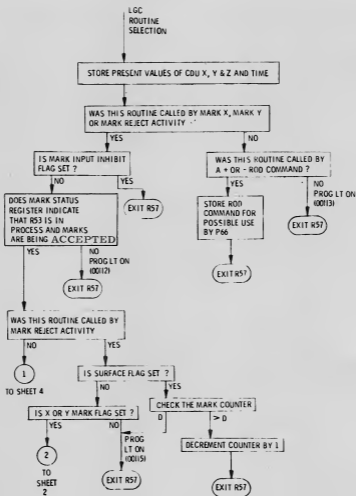 LGC
ROUTINE
SELECTION
STORE PRESENT VALUES OF CDU X, Y & Z AND TIME
WAS THIS ROUTINE CALLED BY MARK X, MARK Y
OR MARK REJECT ACTIVITY
YES
NO
IS MARK INPUT INHIBIT
FLAG SET ?
WAS THIS ROUTINE CALLED BY
A + OR - ROD COMMAND ?
NO
YES
EXIT R57
YES
NO
PROG LT ON
(00113)
EXIT R57
DOES MARK STATUS
REGISTER INDICATE
THAT R53 IS IN
PROCESS AND MARKS
ARE BEING ACCEPTED
STORE ROD
COMMAND FOR
POSSIBLE USE
BY P66
EXIT R57
YES
NO
PROG LT ON
(00112)
EXIT R57
WAS THIS ROUTINE CALLED BY
MARK REJECT ACTIVITY
NO
YES
1
TO SHEET 4
IS SURFACE FLAG SET ?
NO
YES
IS X OR Y MARK FLAG SET ?
CHECK THE MARK COUNTER
YES
NO
PROG
LT ON
(00115)
EXIT R57
0
> 0
DECREMENT COUNTER BY 1
EXIT R57
2
TO
SHEET
2